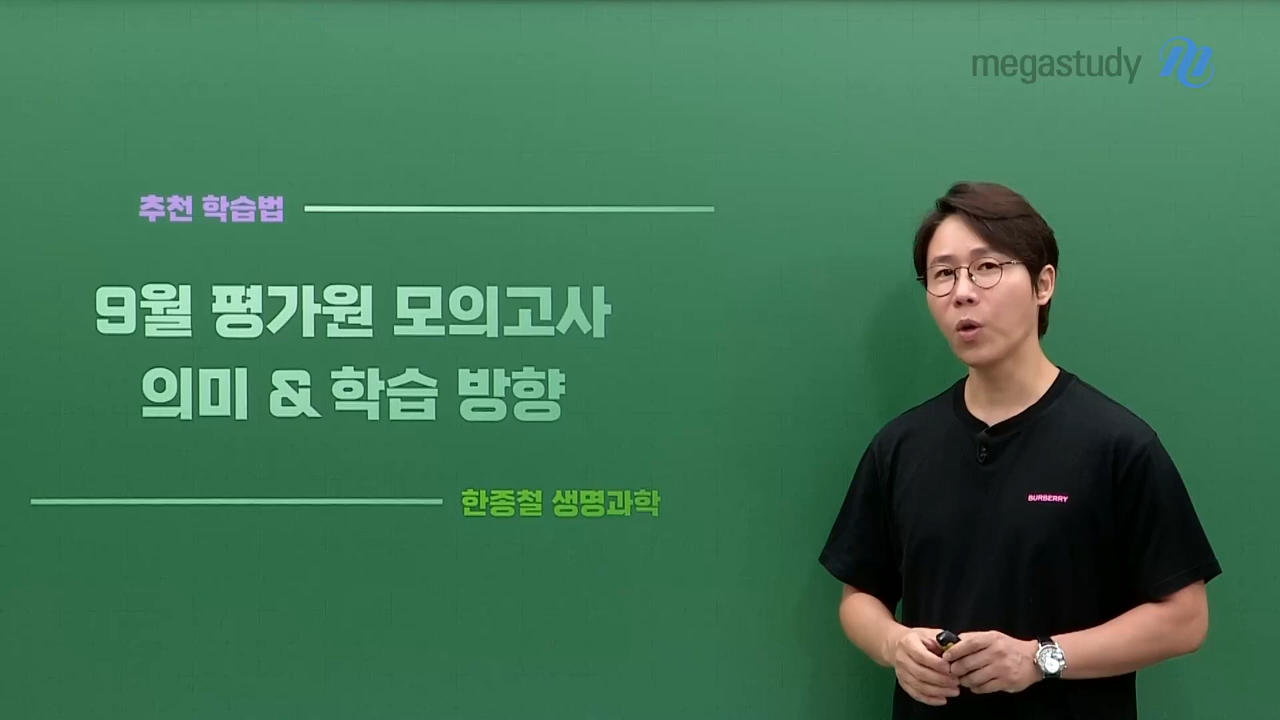 megastudy
추천 학습법
9월 평가원 모의고사
의미 & 학습 방향
한종철 생명과학
BURBERRY